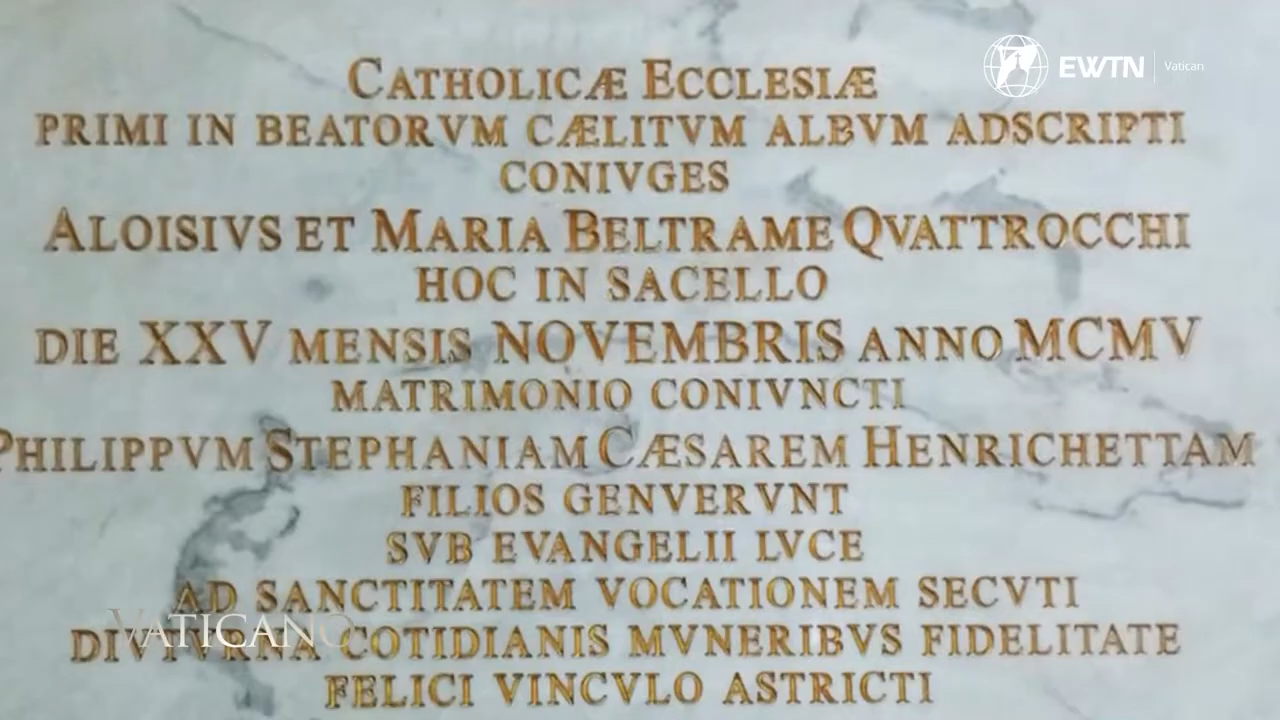 EWTN Vatican
CATHOLICÆ ECCLESIÆ
PRIMI IN BEATORVM CÆLITVM ALBVM ADSCRIPTI
CONIVGES
ALOISIVS ET MARIA BELTRAME QVATTROCCHI
HOC IN SACELLO
DIE XXV MENSIS NOVEMBRIS ANNO MCMV
MATRIMONIO CONIVNCTI
PHILIPPVM STEPHANIAM CÆSAREM HENRICHETTAM
FILIOS GENVERVNT
SVB EVANGELII LVCE
AD SANCTITATEM VOCATIONEM SECVTI
VATICANO
DIVTVRNA COTIDIANIS MVNERIBVS FIDELITATE
FELICI VINCVLO ASTRICTI